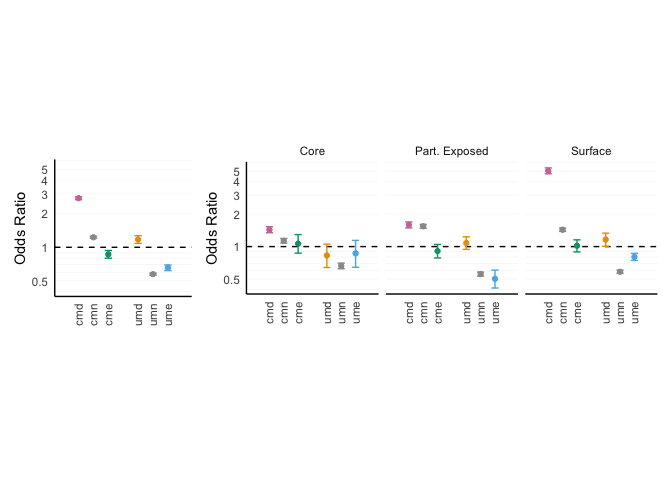 Odds Ratio
5
4
3
2
1
0.5
cmd
cmn
cme
umd
umn
ume
Odds Ratio
5
4
2
1
0.5
Core
cmd
cmn
cme
umd
umn
ume
Part. Exposed
cmd
cmn
cme
umd
umn
ume
Surface
cmd
cmn
cme
umd
umn
ume